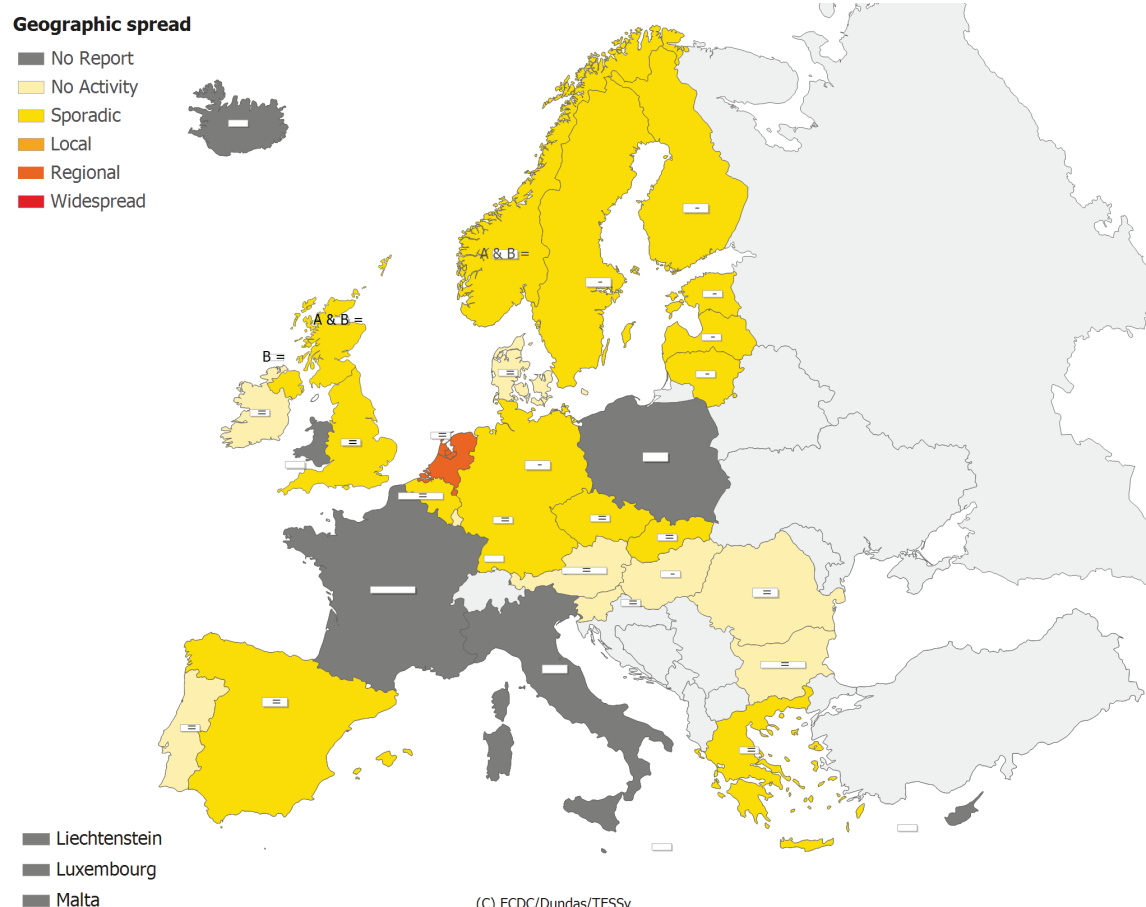 Geographic spread
No Report
No Activity
Sporadic
Local
Regional
Widespread
A & B =
-
-
-
A & B =
-
B =
=
-
=
=
=
-
=
=
=
=
=
-
=
=
=
=
=
=
Liechtenstein
Luxembourg
Malta
(C) ECDC/Dundas/TESSy